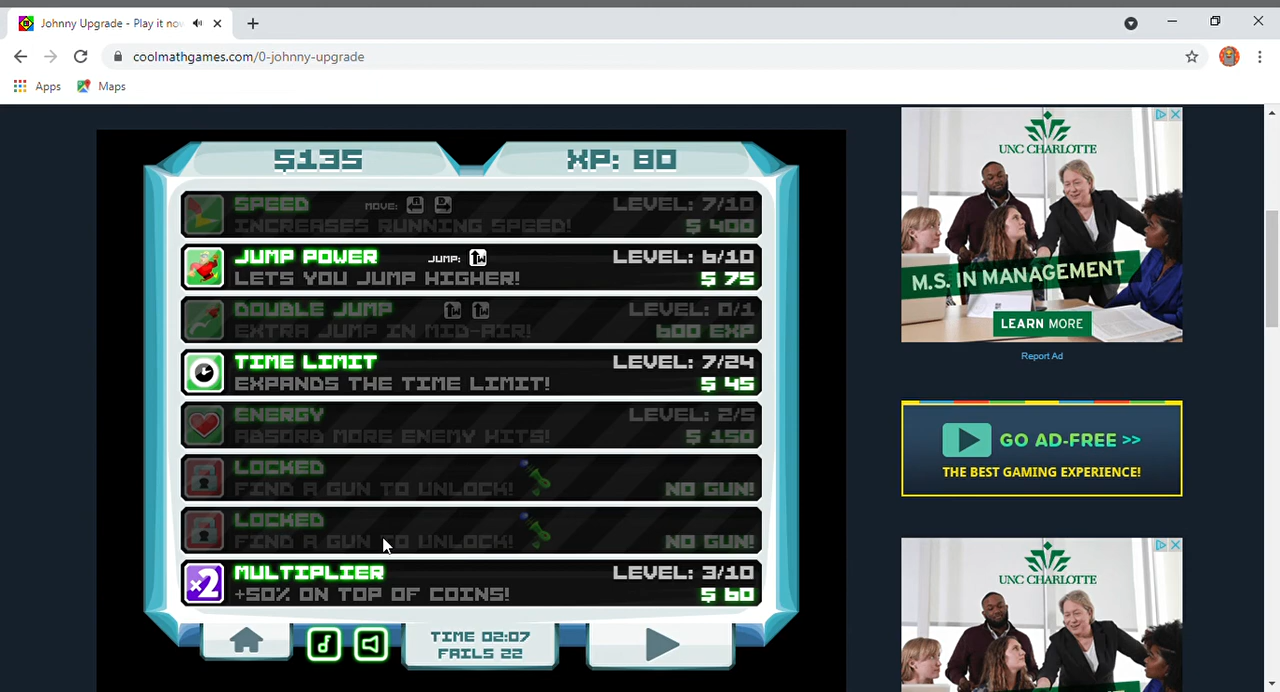 Johnny Upgrade - Play it now
coolmathgames.com/0-johnny-upgrade
Apps
Maps
$135
XP: 80
SPEED MOVE: LEVEL: 7/10
INCREASES RUNNING SPEED! $ 400
JUMP POWER JUMP: LEVEL: 6/10
LETS YOU JUMP HIGHER! $ 75
DOUBLE JUMP LEVEL: 0/1
EXTRA JUMP IN MID-AIR! 600 EXP
TIME LIMIT LEVEL: 7/24
EXPANDS THE TIME LIMIT! $ 45
ENERGY LEVEL: 2/5
ABSORB MORE ENEMY HITS! $ 150
LOCKED
FIND A GUN TO UNLOCK! NO GUN!
LOCKED
FIND A GUN TO UNLOCK! NO GUN!
×2 MULTIPLIER LEVEL: 3/10
+50% ON TOP OF COINS! $ 60
TIME 02:07
FAILS 22
UNC CHARLOTTE
M.S. IN MANAGEMENT
LEARN MORE
Report Ad
GO AD-FREE >>
THE BEST GAMING EXPERIENCE!
UNC CHARLOTTE